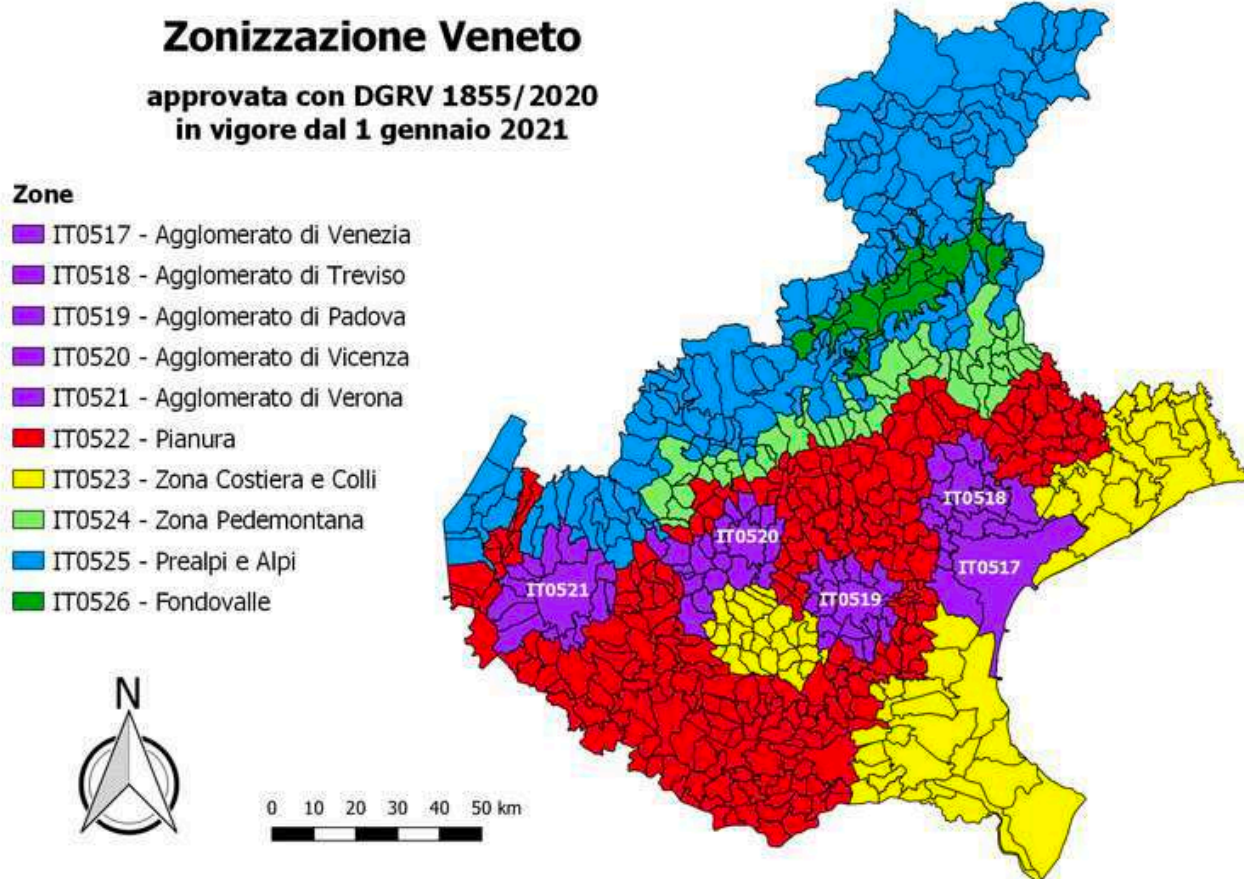 Zonizzazione Veneto
approvata con DGRV 1855/2020
in vigore dal 1 gennaio 2021
Zone
IT0517 - Agglomerato di Venezia
IT0518 - Agglomerato di Treviso
IT0519 - Agglomerato di Padova
IT0520 - Agglomerato di Vicenza
IT0521 - Agglomerato di Verona
IT0522 - Pianura
IT0523 - Zona Costiera e Colli
IT0524 - Zona Pedemontana
IT0525 - Prealpi e Alpi
IT0526 - Fondovalle
IT0518
IT0520
IT0517
IT0521
IT0519
N
0 10 20 30 40 50 km